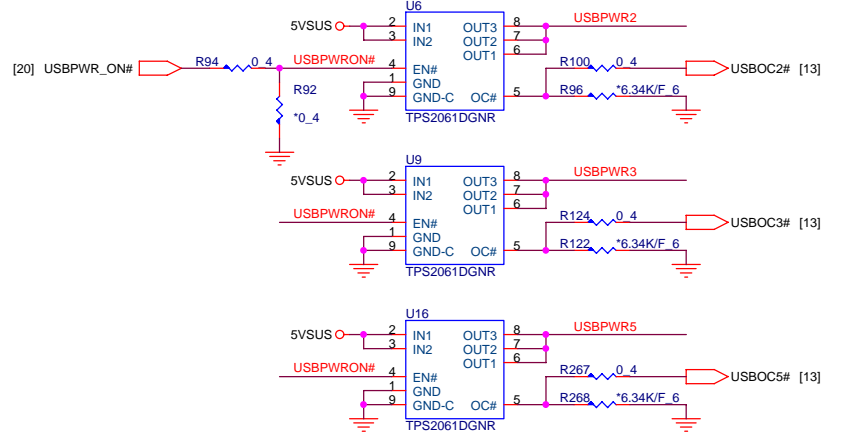 U6
5VSUS 2 IN1 OUT3 8 USBPWR2
3 IN2 OUT2 7
OUT1 6
[20] USBPWR_ON# R94 0_4 USBPWRON# 4 EN# R100 0_4 USBOC2# [13]
1 GND
R92 9 GND-C OC# 5 R96 *6.34K/F_6
*0_4 TPS2061DGNR
U9
5VSUS 2 IN1 OUT3 8 USBPWR3
3 IN2 OUT2 7
OUT1 6
USBPWRON# 4 EN# R124 0_4 USBOC3# [13]
1 GND
9 GND-C OC# 5 R122 *6.34K/F_6
TPS2061DGNR
U16
5VSUS 2 IN1 OUT3 8 USBPWR5
3 IN2 OUT2 7
OUT1 6
USBPWRON# 4 EN# R267 0_4 USBOC5# [13]
1 GND
9 GND-C OC# 5 R268 *6.34K/F_6
TPS2061DGNR